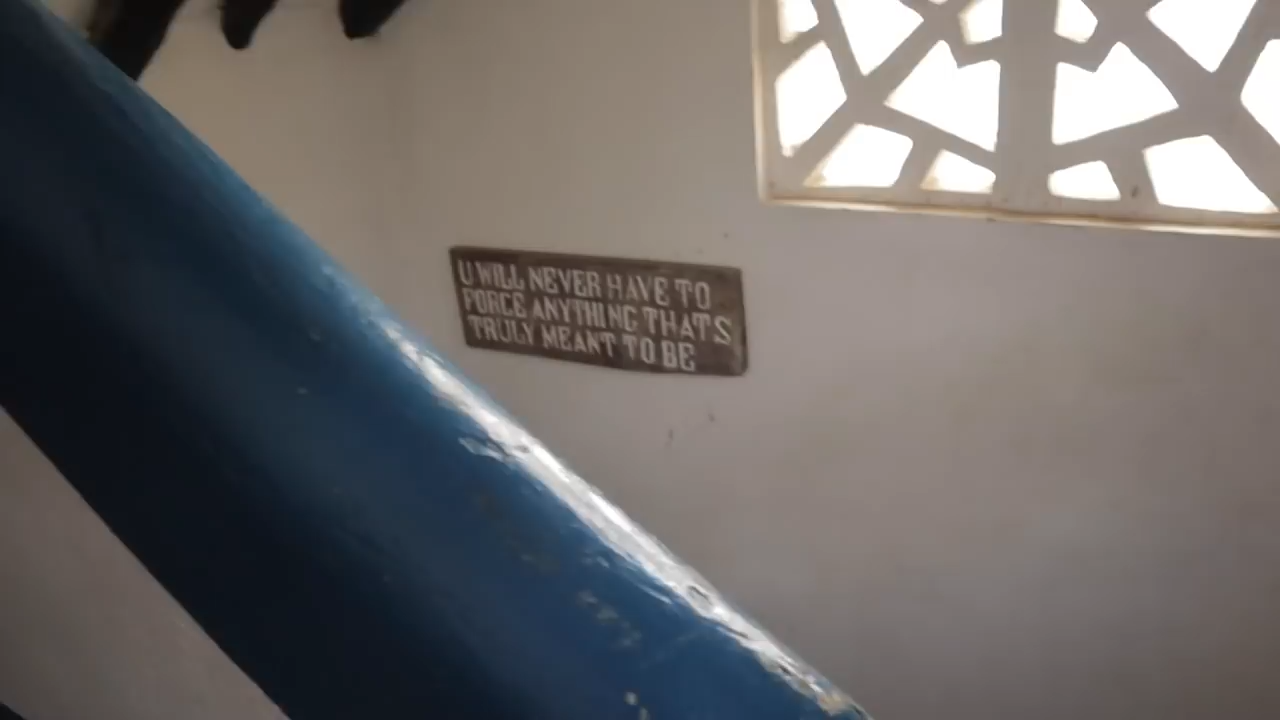 U WILL NEVER HAVE TO
FORCE ANYTHING THATS
TRULY MEANT TO BE